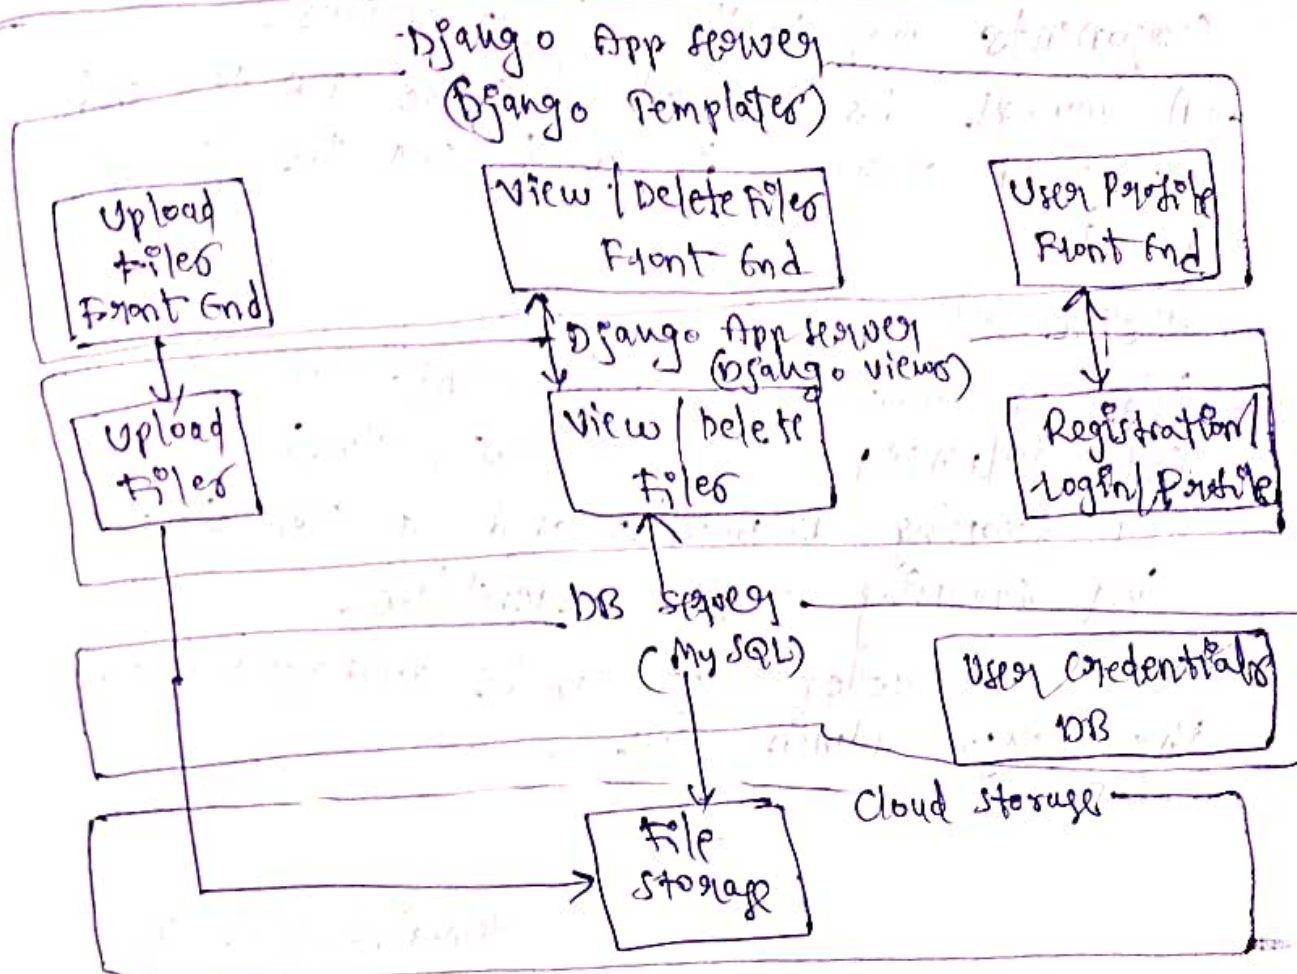 Django App server
(Django Templates)
Upload
Files
Front End
View / Delete Files
Front End
User Profile
Front End
Django App server
(Django views)
Upload
Files
View / Delete
Files
Registration/
Login/Profile
DB Server
(MySQL)
User Credentials
DB
Cloud Storage
File
Storage